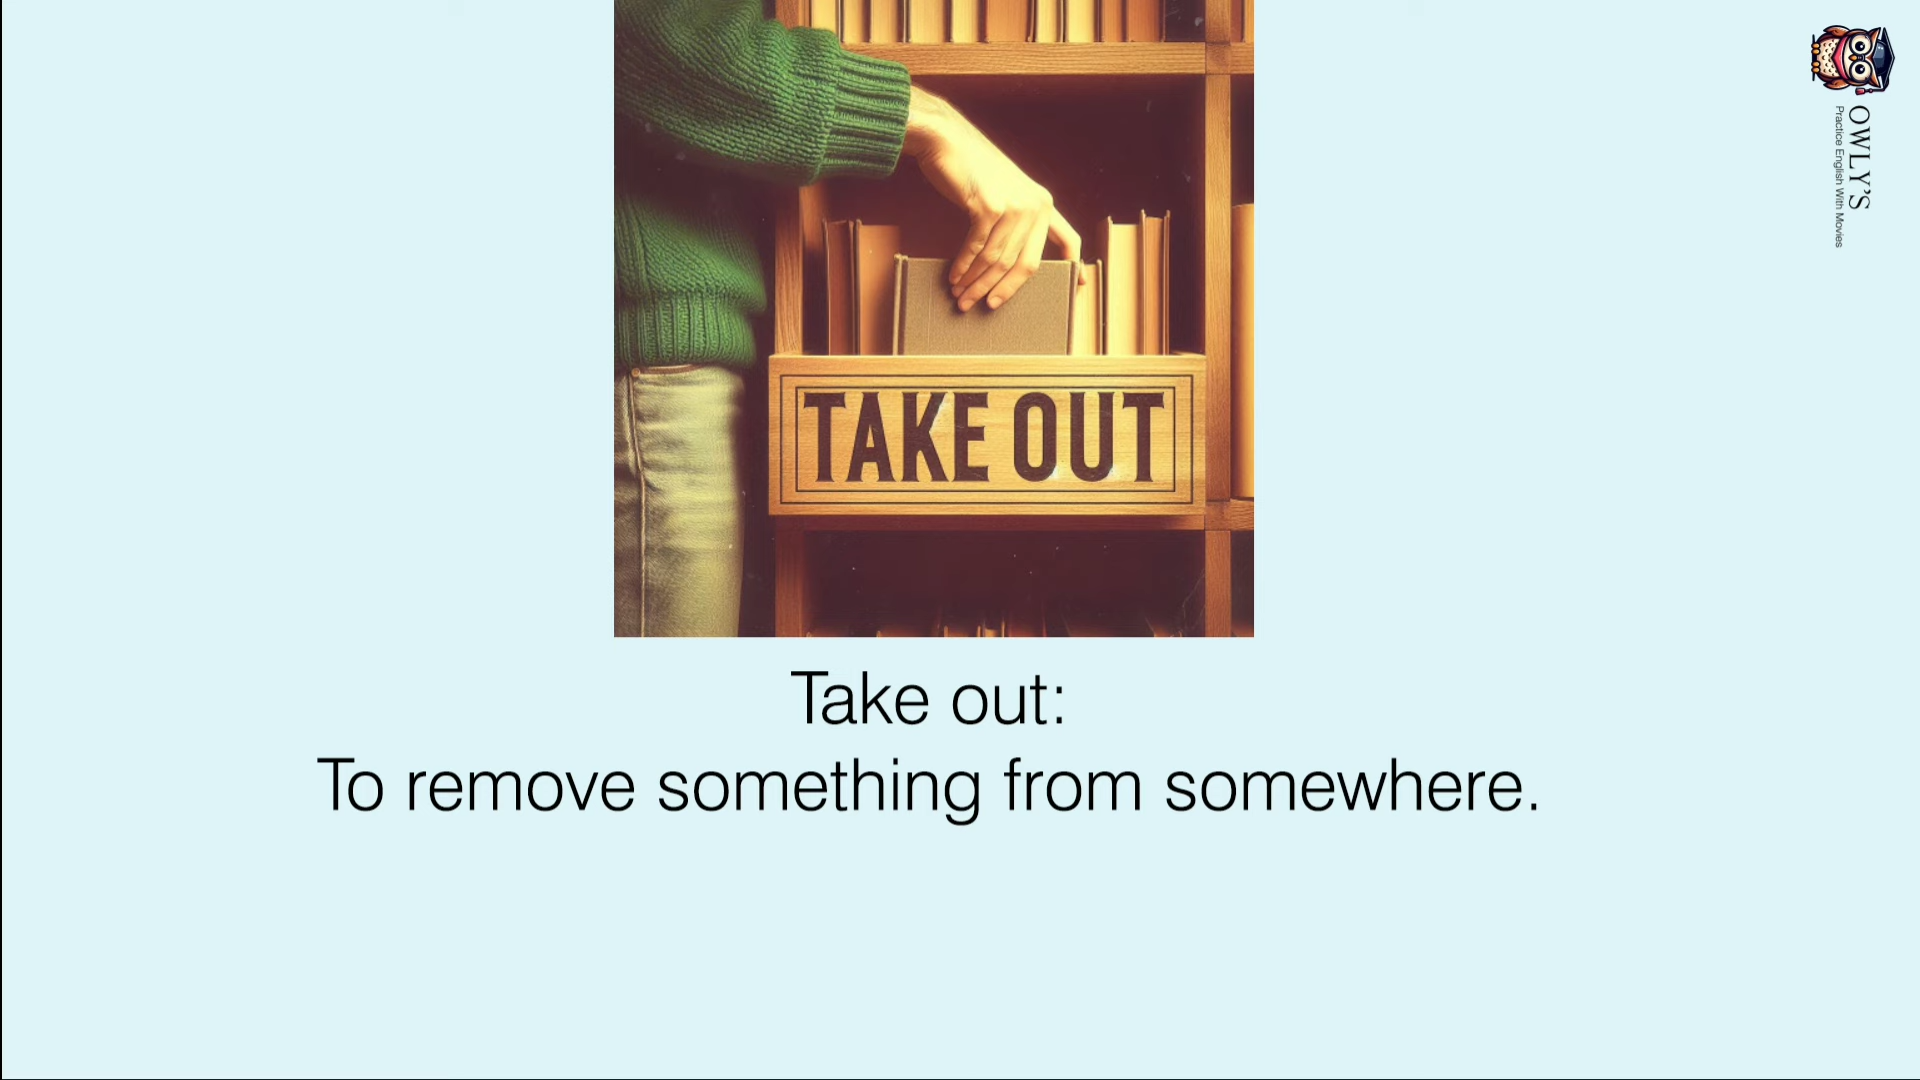 TAKE OUT
Take out:
To remove something from somewhere.
OWLY'S
Practice English With Movies